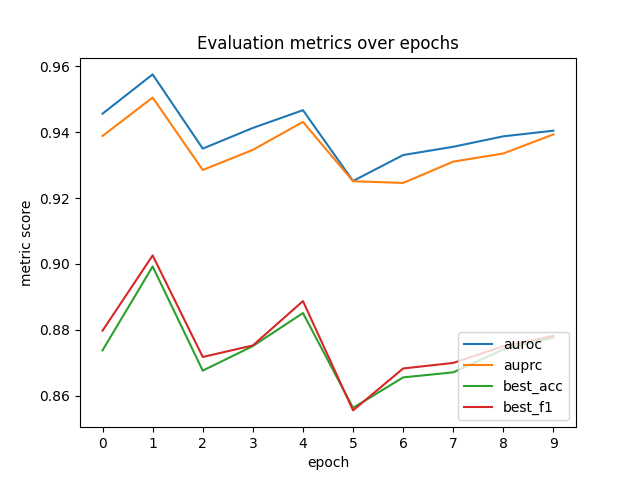 Evaluation metrics over epochs
metric score
0.96
0.94
0.92
0.90
0.88
0.86
auroc
auprc
best_acc
best_f1
0 1 2 3 4 5 6 7 8 9
epoch